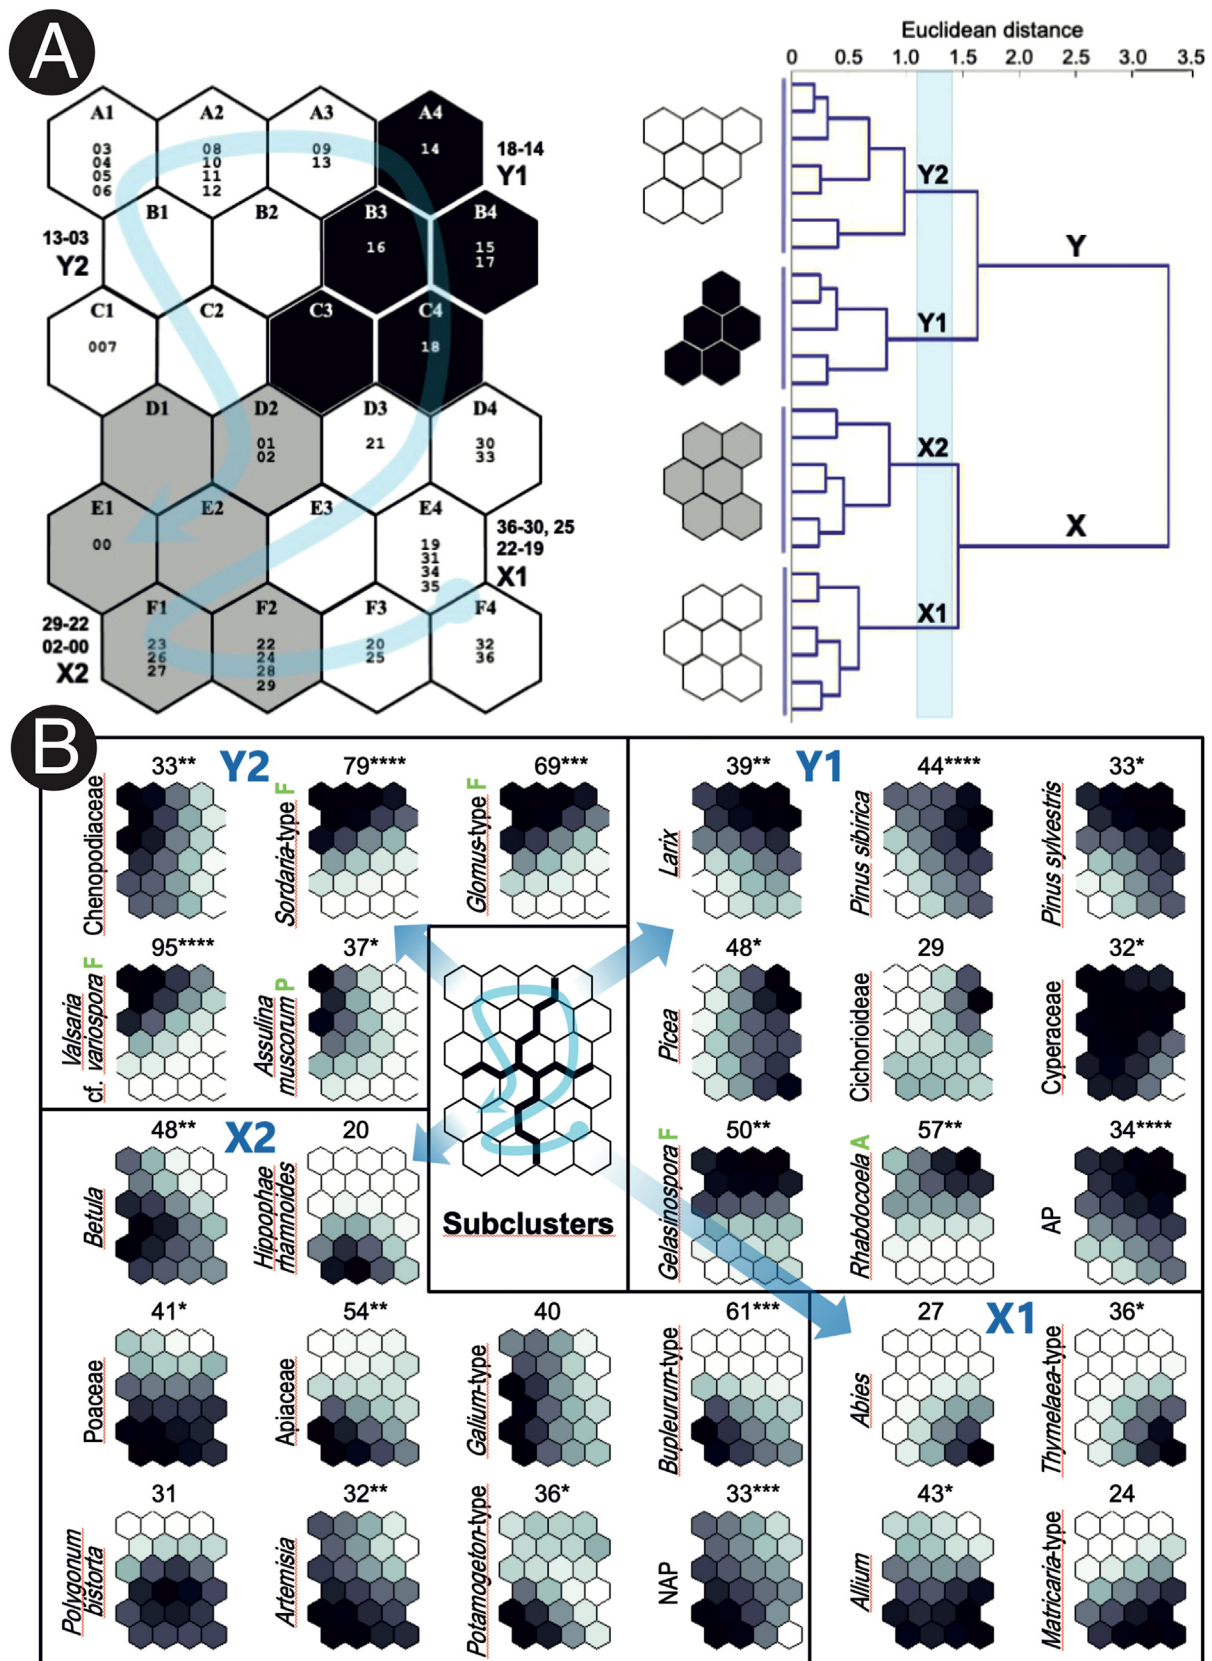 A
Euclidean distance
0 0.5 1.0 1.5 2.0 2.5 3.0 3.5
A1 A2 A3 A4
03 08 09 14
04 10 13
05 11
06 12
18-14
Y1
B1 B2 B3 B4
16 15
17
13-03
Y2
C1 C2 C3 C4
007 18
D1 D2 D3 D4
01 21 30
02 33
E1 E2 E3 E4
00 19
31
34
35
36-30, 25
22-19
X1
F1 F2 F3 F4
23 22 20 32
26 24 25 36
27 28
29
29-22
02-00
X2
Y2
Y
Y1
X2
X
X1
B
Y2
33**
Chenopodiaceae
79****
Sordaria-type F
69***
Glomus-type F
95****
Valsaria
cf. variospora F
37*
Assulina
muscorum P
Y1
39**
Larix
44****
Pinus sibirica
33*
Pinus sylvestris
48*
Picea
29
Cichorioideae
32*
Cyperaceae
50**
Gelasinospora F
57**
Rhabdocoela A
34****
AP
Subclusters
X2
48**
Betula
20
Hippophae
rhamnoides
41*
Poaceae
54**
Apiaceae
40
Galium-type
61***
Bupleurum-type
31
Polygonum
bistorta
32**
Artemisia
36*
Potamogeton-type
33***
NAP
X1
27
Abies
36*
Thymelaea-type
43*
Allium
24
Matricaria-type